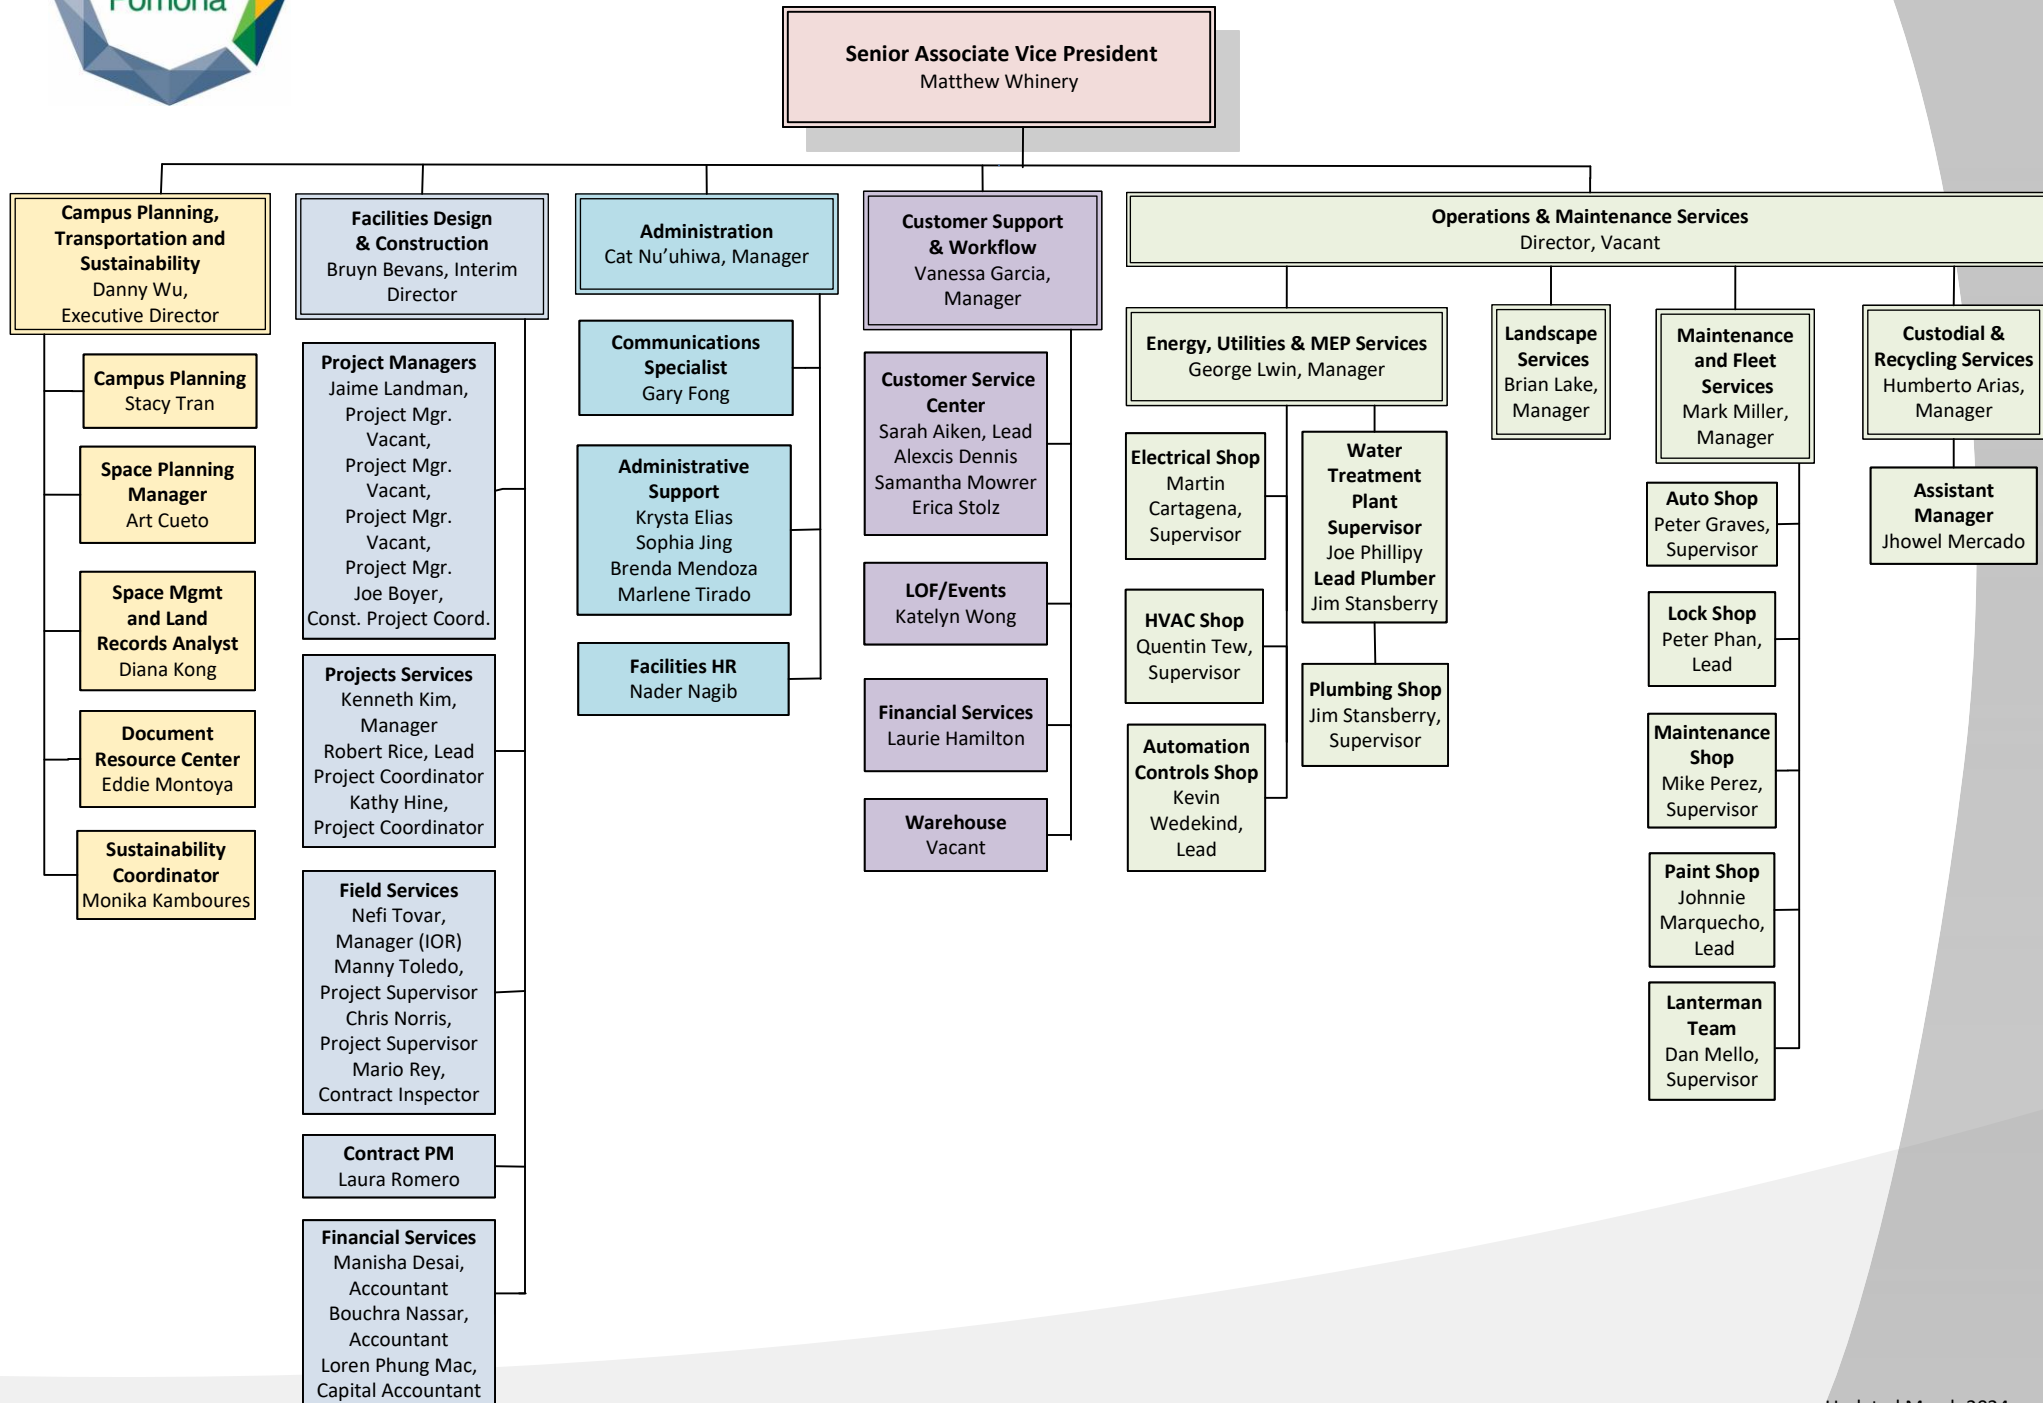 Pomona
Senior Associate Vice President
Matthew Whinery
Campus Planning,
Transportation and
Sustainability
Danny Wu,
Executive Director
Campus Planning
Stacy Tran
Space Planning
Manager
Art Cueto
Space Mgmt
and Land
Records Analyst
Diana Kong
Document
Resource Center
Eddie Montoya
Sustainability
Coordinator
Monika Kamboures
Facilities Design
& Construction
Bruyn Bevans, Interim
Director
Project Managers
Jaime Landman,
Project Mgr.
Vacant,
Project Mgr.
Vacant,
Project Mgr.
Vacant,
Project Mgr.
Joe Boyer,
Const. Project Coord.
Projects Services
Kenneth Kim,
Manager
Robert Rice, Lead
Project Coordinator
Kathy Hine,
Project Coordinator
Field Services
Nefi Tovar,
Manager (IOR)
Manny Toledo,
Project Supervisor
Chris Norris,
Project Supervisor
Mario Rey,
Contract Inspector
Contract PM
Laura Romero
Financial Services
Manisha Desai,
Accountant
Bouchra Nassar,
Accountant
Loren Phung Mac,
Capital Accountant
Administration
Cat Nu’uhiwa, Manager
Communications
Specialist
Gary Fong
Administrative
Support
Krysta Elias
Sophia Jing
Brenda Mendoza
Marlene Tirado
Facilities HR
Nader Nagib
Customer Support
& Workflow
Vanessa Garcia,
Manager
Customer Service
Center
Sarah Aiken, Lead
Alexcis Dennis
Samantha Mowrer
Erica Stolz
LOF/Events
Katelyn Wong
Financial Services
Laurie Hamilton
Warehouse
Vacant
Operations & Maintenance Services
Director, Vacant
Energy, Utilities & MEP Services
George Lwin, Manager
Electrical Shop
Martin
Cartagena,
Supervisor
HVAC Shop
Quentin Tew,
Supervisor
Automation
Controls Shop
Kevin
Wedekind,
Lead
Water
Treatment
Plant
Supervisor
Joe Phillipy
Lead Plumber
Jim Stansberry
Plumbing Shop
Jim Stansberry,
Supervisor
Landscape
Services
Brian Lake,
Manager
Maintenance
and Fleet
Services
Mark Miller,
Manager
Auto Shop
Peter Graves,
Supervisor
Lock Shop
Peter Phan,
Lead
Maintenance
Shop
Mike Perez,
Supervisor
Paint Shop
Johnnie
Marquecho,
Lead
Lanterman
Team
Dan Mello,
Supervisor
Custodial &
Recycling Services
Humberto Arias,
Manager
Assistant
Manager
Jhowel Mercado
Updated March 2024